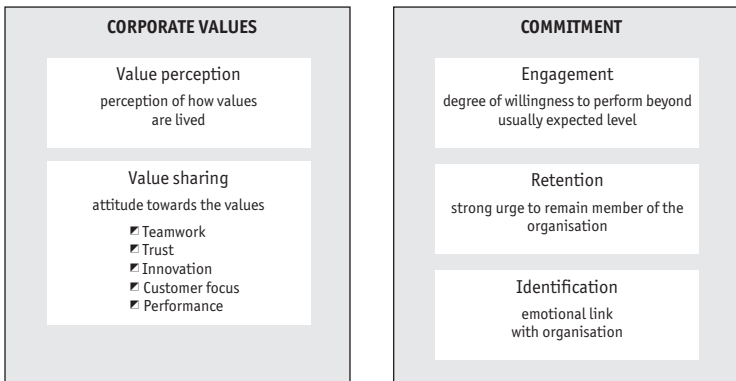 CORPORATE VALUES
Value perception
perception of how values
are lived
Value sharing
attitude towards the values
Teamwork
Trust
Innovation
Customer focus
Performance
COMMITMENT
Engagement
degree of willingness to perform beyond
usually expected level
Retention
strong urge to remain member of the
organisation
Identification
emotional link
with organisation